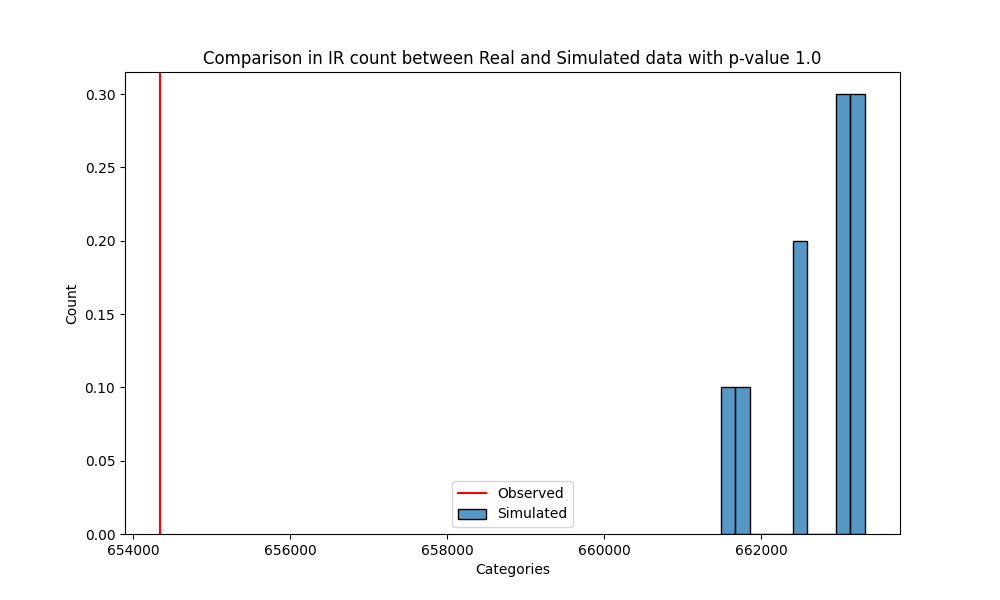 Comparison in IR count between Real and Simulated data with p-value 1.0
0.30
0.25
0.20
0.15
0.10
0.05
0.00
Count
Observed
Simulated
654000 656000 658000 660000 662000
Categories